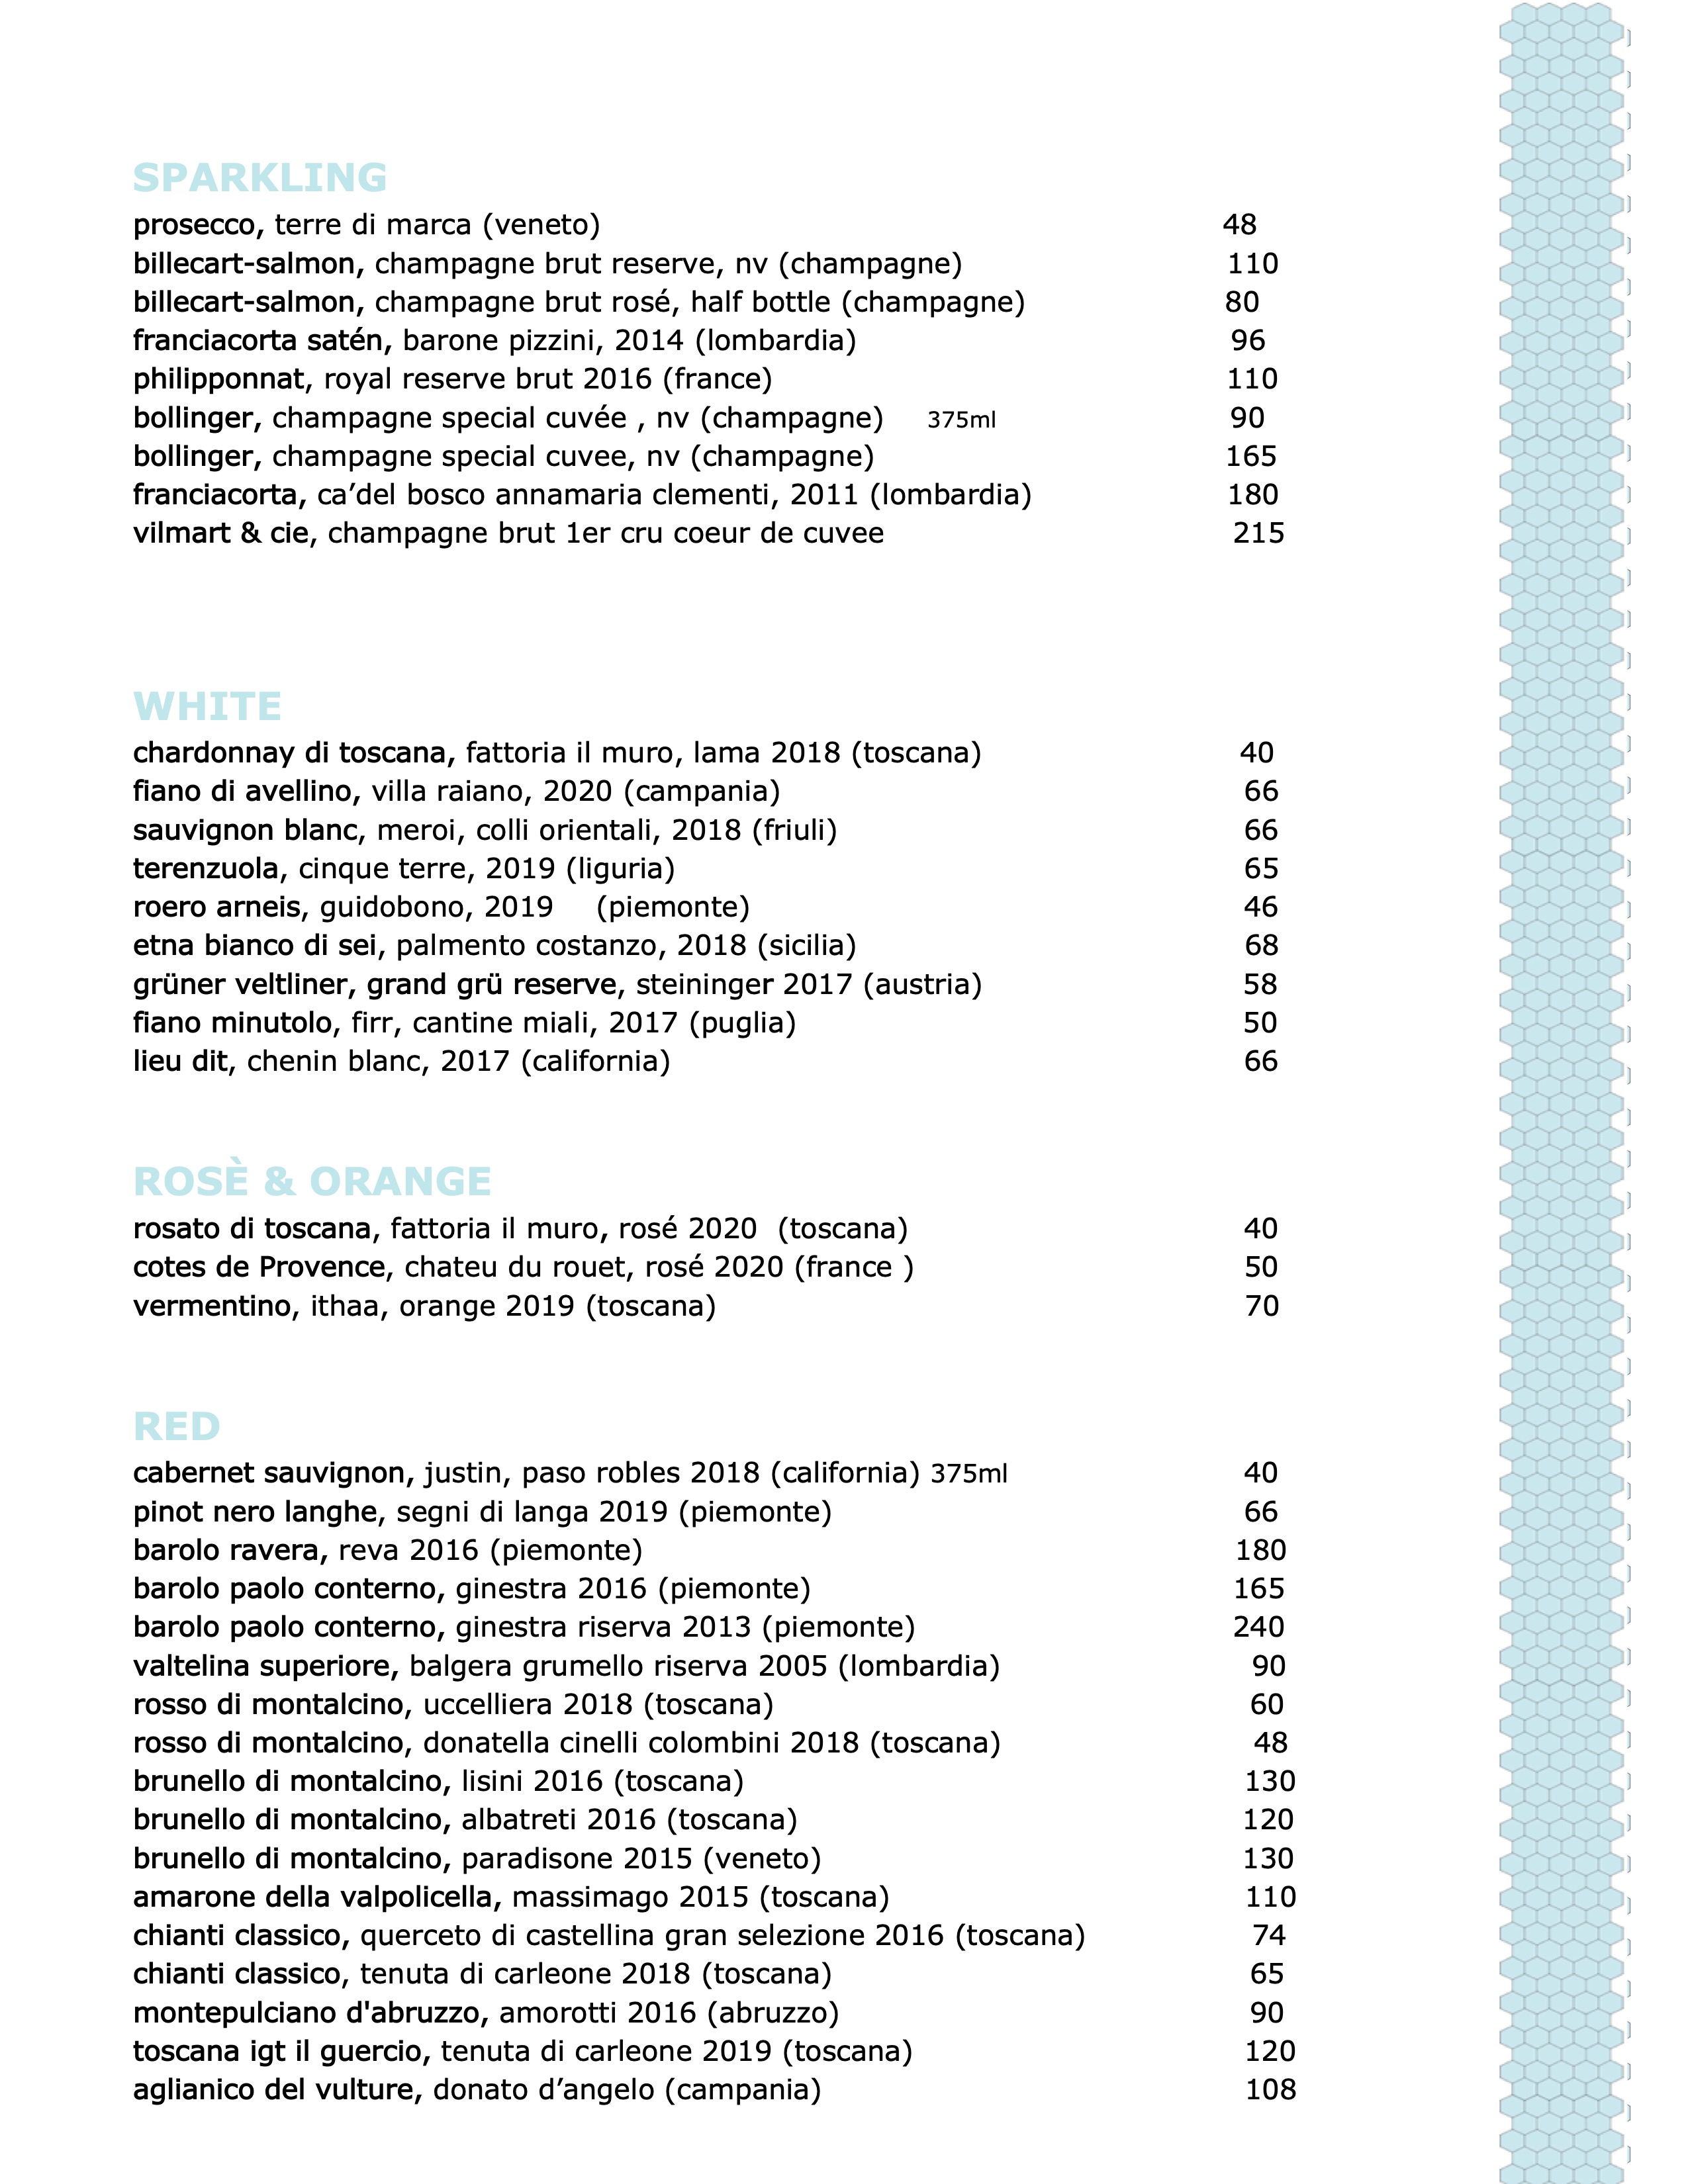 SPARKLING
prosecco, terre di marca (veneto) 48
billecart-salmon, champagne brut reserve, nv (champagne) 110
billecart-salmon, champagne brut rosé, half bottle (champagne) 80
franciacorta satén, barone pizzini, 2014 (lombardia) 96
philipponnat, royal reserve brut 2016 (france) 110
bollinger, champagne special cuvée , nv (champagne) 375ml 90
bollinger, champagne special cuvee, nv (champagne) 165
franciacorta, ca’del bosco annamaria clementi, 2011 (lombardia) 180
vilmart & cie, champagne brut 1er cru coeur de cuvee 215
WHITE
chardonnay di toscana, fattoria il muro, lama 2018 (toscana) 40
fiano di avellino, villa raiano, 2020 (campania) 66
sauvignon blanc, meroi, colli orientali, 2018 (friuli) 66
terenzuola, cinque terre, 2019 (liguria) 65
roero arneis, guidobono, 2019 (piemonte) 46
etna bianco di sei, palmento costanzo, 2018 (sicilia) 68
grüner veltliner, grand grü reserve, steininger 2017 (austria) 58
fiano minutolo, firr, cantine miali, 2017 (puglia) 50
lieu dit, chenin blanc, 2017 (california) 66
ROSÈ & ORANGE
rosato di toscana, fattoria il muro, rosé 2020 (toscana) 40
cotes de Provence, chateu du rouet, rosé 2020 (france ) 50
vermentino, ithaa, orange 2019 (toscana) 70
RED
cabernet sauvignon, justin, paso robles 2018 (california) 375ml 40
pinot nero langhe, segni di langa 2019 (piemonte) 66
barolo ravera, reva 2016 (piemonte) 180
barolo paolo conterno, ginestra 2016 (piemonte) 165
barolo paolo conterno, ginestra riserva 2013 (piemonte) 240
valtelina superiore, balgera grumello riserva 2005 (lombardia) 90
rosso di montalcino, uccelliera 2018 (toscana) 60
rosso di montalcino, donatella cinelli colombini 2018 (toscana) 48
brunello di montalcino, lisini 2016 (toscana) 130
brunello di montalcino, albatreti 2016 (toscana) 120
brunello di montalcino, paradisone 2015 (veneto) 130
amarone della valpolicella, massimago 2015 (toscana) 110
chianti classico, querceto di castellina gran selezione 2016 (toscana) 74
chianti classico, tenuta di carleone 2018 (toscana) 65
montepulciano d'abruzzo, amorotti 2016 (abruzzo) 90
toscana igt il guercio, tenuta di carleone 2019 (toscana) 120
aglianico del vulture, donato d’angelo (campania) 108